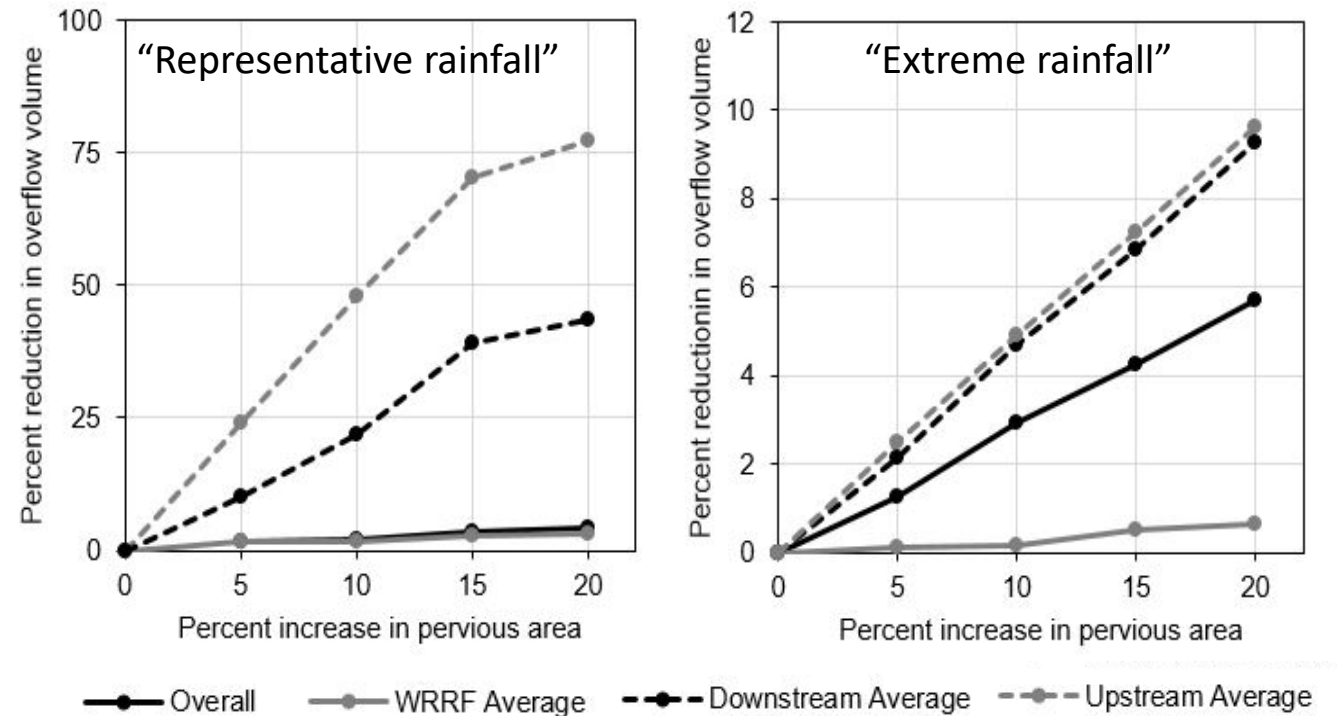 Percent reduction in overflow volume
100
75
50
25
0
“Representative rainfall”
0 5 10 15 20
Percent increase in pervious area
Percent reductionin in overflow volume
12
10
8
6
4
2
0
“Extreme rainfall”
0 5 10 15 20
Percent increase in pervious area
Overall WRRF Average Downstream Average Upstream Average